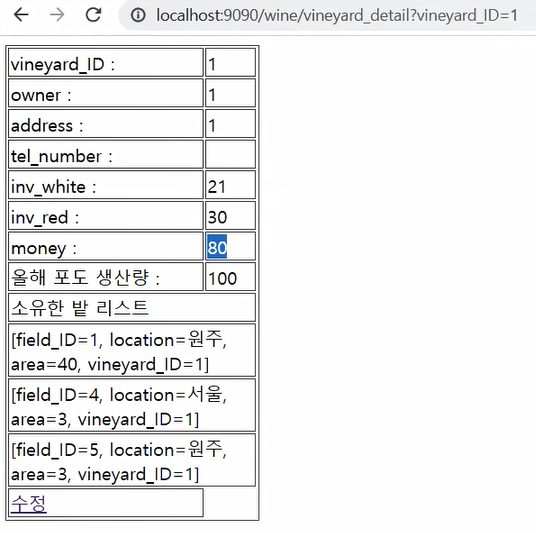 localhost:9090/wine/vineyard_detail?vineyard_ID=1
vineyard_ID : 1
owner : 1
address : 1
tel_number :
inv_white : 21
inv_red : 30
money : 80
올해 포도 생산량 : 100
소유한 밭 리스트
[field_ID=1, location=원주,
area=40, vineyard_ID=1]
[field_ID=4, location=서울,
area=3, vineyard_ID=1]
[field_ID=5, location=원주,
area=3, vineyard_ID=1]
수정